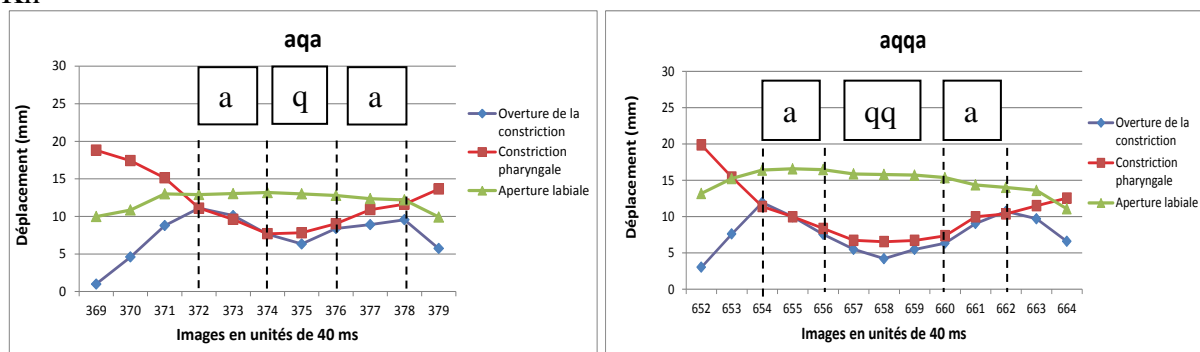 aqa
Déplacement (mm)
30
25
20
15
10
5
0
a
q
a
369 370 371 372 373 374 375 376 377 378 379
Images en unités de 40 ms
Overture de la
constriction
Constriction
pharyngale
Aperture labiale
aqqa
Déplacement (mm)
30
25
20
15
10
5
0
a
qq
a
652 653 654 655 656 657 658 659 660 661 662 663 664
Images en unités de 40 ms
Overture de la
constriction
Constriction
pharyngale
Aperture labiale